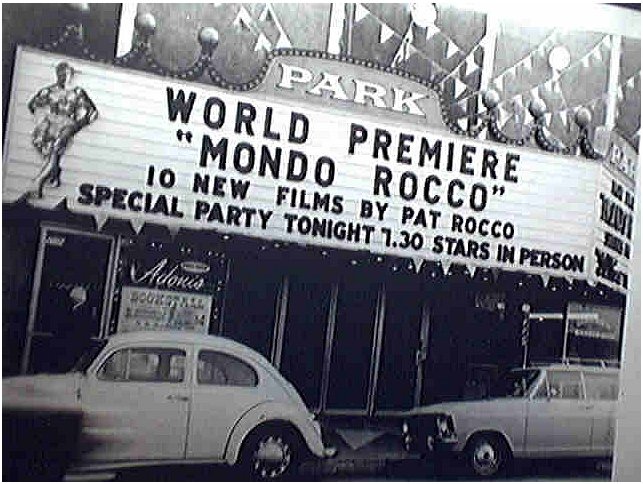 PARK
WORLD PREMIERE
"MONDO ROCCO"
10 NEW FILMS BY PAT ROCCO
SPECIAL PARTY TONIGHT 7.30 STARS IN PERSON
Adonis
BOOKSTALL